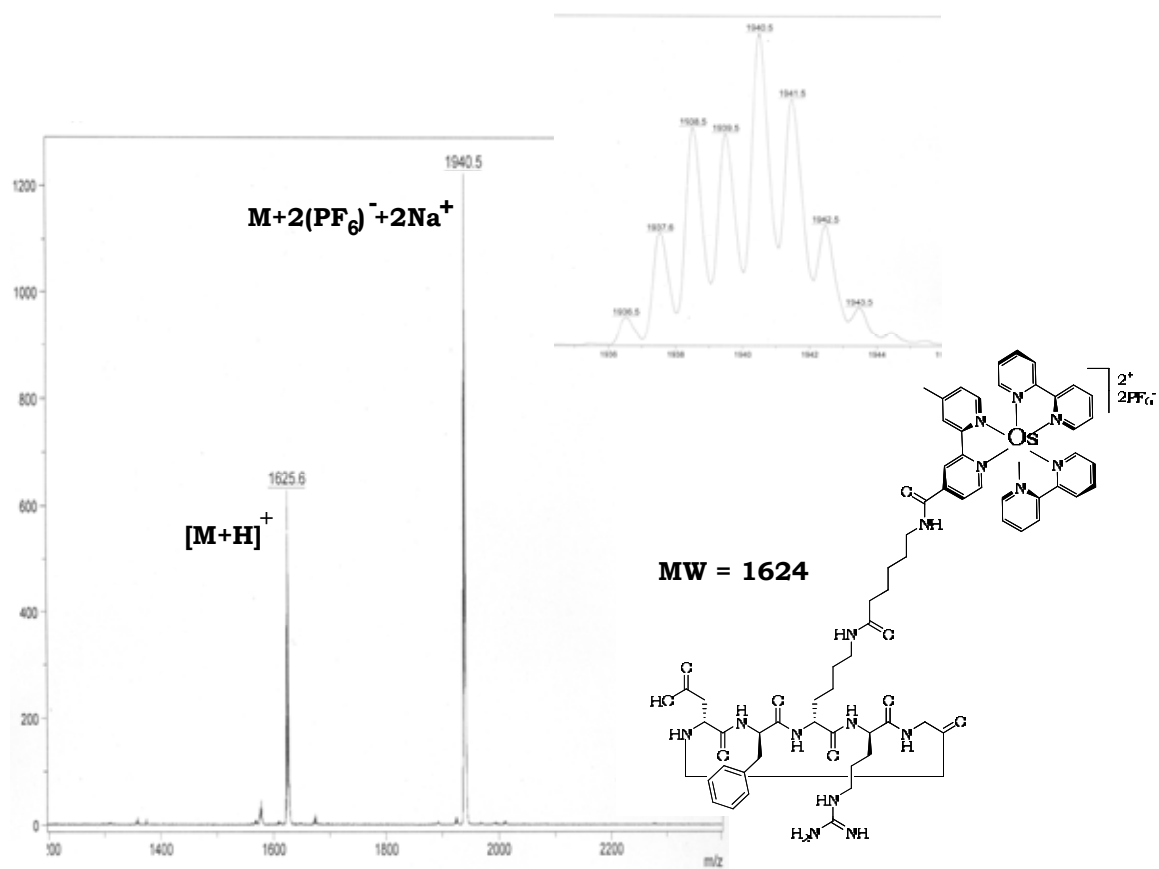 1940.5
1941.5
1938.5
1939.5
1937.6
1942.5
1936.5
1943.5
1936 1938 1940 1942 1944
1940.5
M+2(PF6)-+2Na+
1625.6
[M+H]+
1200
1000
800
600
400
200
0
200 1400 1600 1800 2000 2200
m/z
2+
2PF6-
N
N
N
Os
N
N
N
O
NH
MW = 1624
HN
O
O
HO
H
N
O
H
N
O
O
HN
O
N
H
O
N
H
HN
H2N
NH